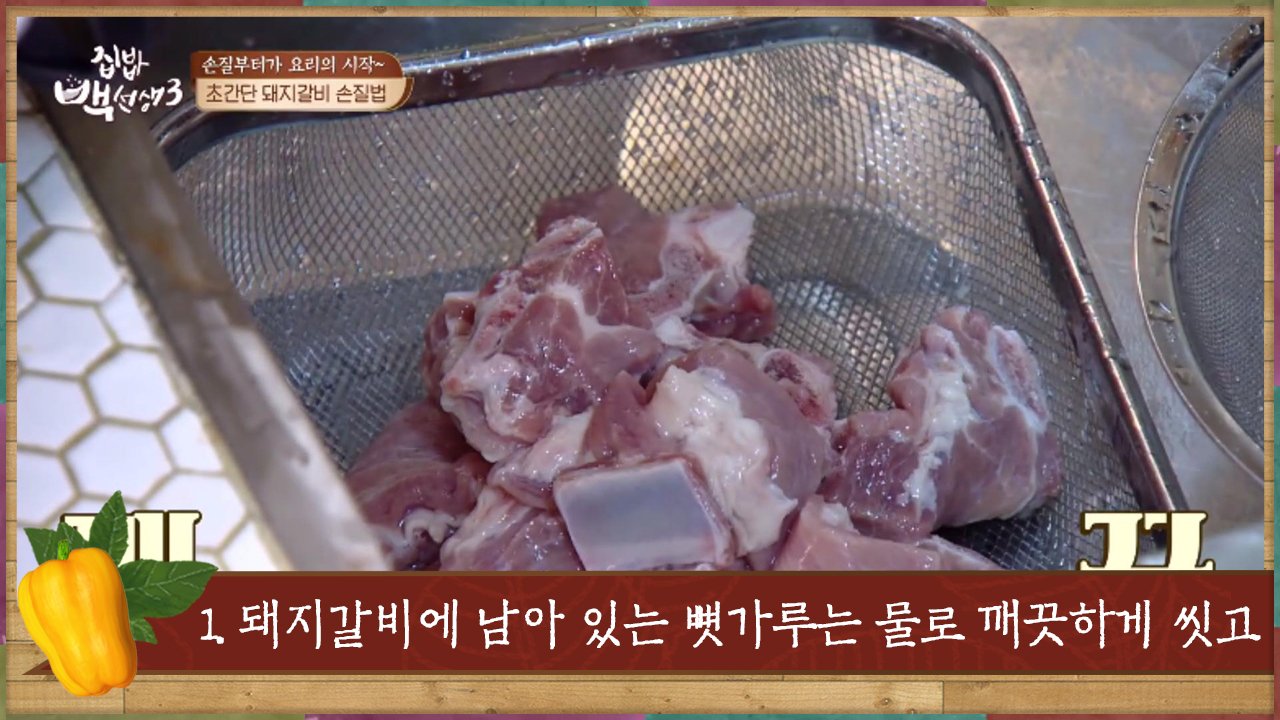 집밥
백선생3
손질부터가 요리의 시작~
초간단 돼지갈비 손질법
1. 돼지갈비에 남아 있는 뼛가루는 물로 깨끗하게 씻고